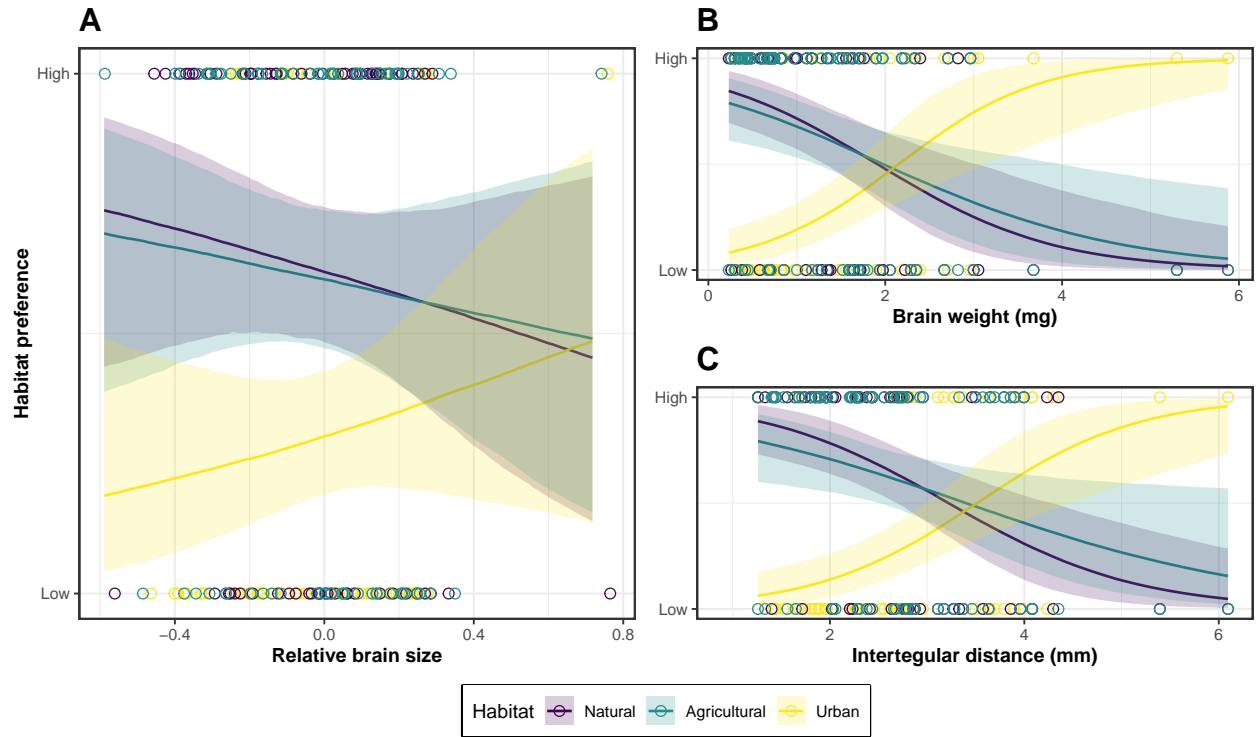 A
High
Low
Habitat preference
−0.4
0.0
0.4
0.8
Relative brain size
B
High
Low
0
2
4
6
Brain weight (mg)
C
High
Low
2
4
6
Intertegular distance (mm)
Habitat
Natural
Agricultural
Urban